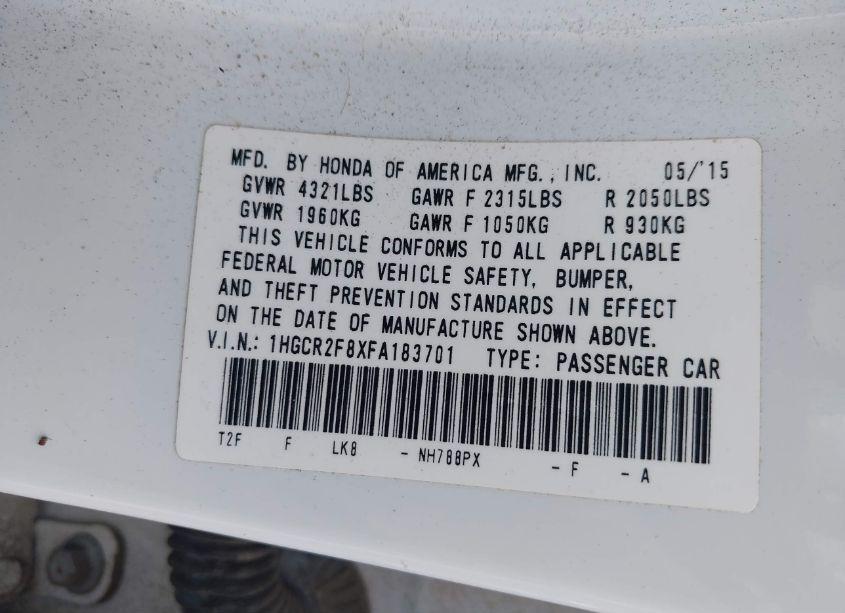 MFD. BY HONDA OF AMERICA MFG., INC. 05/'15
GVWR 4321LBS GAWR F 2315LBS R 2050LBS
GVWR 1960KG GAWR F 1050KG R 930KG
THIS VEHICLE CONFORMS TO ALL APPLICABLE
FEDERAL MOTOR VEHICLE SAFETY, BUMPER,
AND THEFT PREVENTION STANDARDS IN EFFECT
ON THE DATE OF MANUFACTURE SHOWN ABOVE.
V.I.N.: 1HGCR2F8XFA183701 TYPE: PASSENGER CAR
T2F F LK8 - NH788PX - F - A